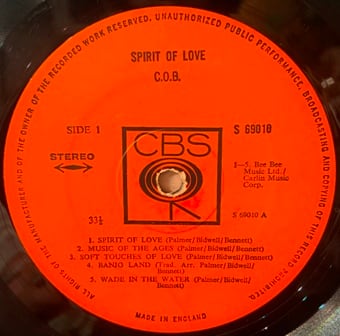 ALL RIGHTS OF THE MANUFACTURER AND OF THE OWNER OF THE RECORDED WORK RESERVED. UNAUTHORIZED PUBLIC PERFORMANCE, BROADCASTING AND COPYING OF THIS RECORD PROHIBITED.
SPIRIT OF LOVE
C.O.B.
SIDE 1
S 69010
CBS
STEREO
1—5. Bee Bee
Music Ltd./
Carlin Music
Corp.
33⅓
S 69010 A
1. SPIRIT OF LOVE (Palmer/Bidwell/Bennett)
2. MUSIC OF THE AGES (Palmer/Bidwell/Bennett)
3. SOFT TOUCHES OF LOVE (Palmer/Bidwell/Bennett)
4. BANJO LAND (Trad. Arr. Palmer/Bidwell/
Bennett)
5. WADE IN THE WATER (Palmer/Bidwell/
Bennett)
MADE IN ENGLAND